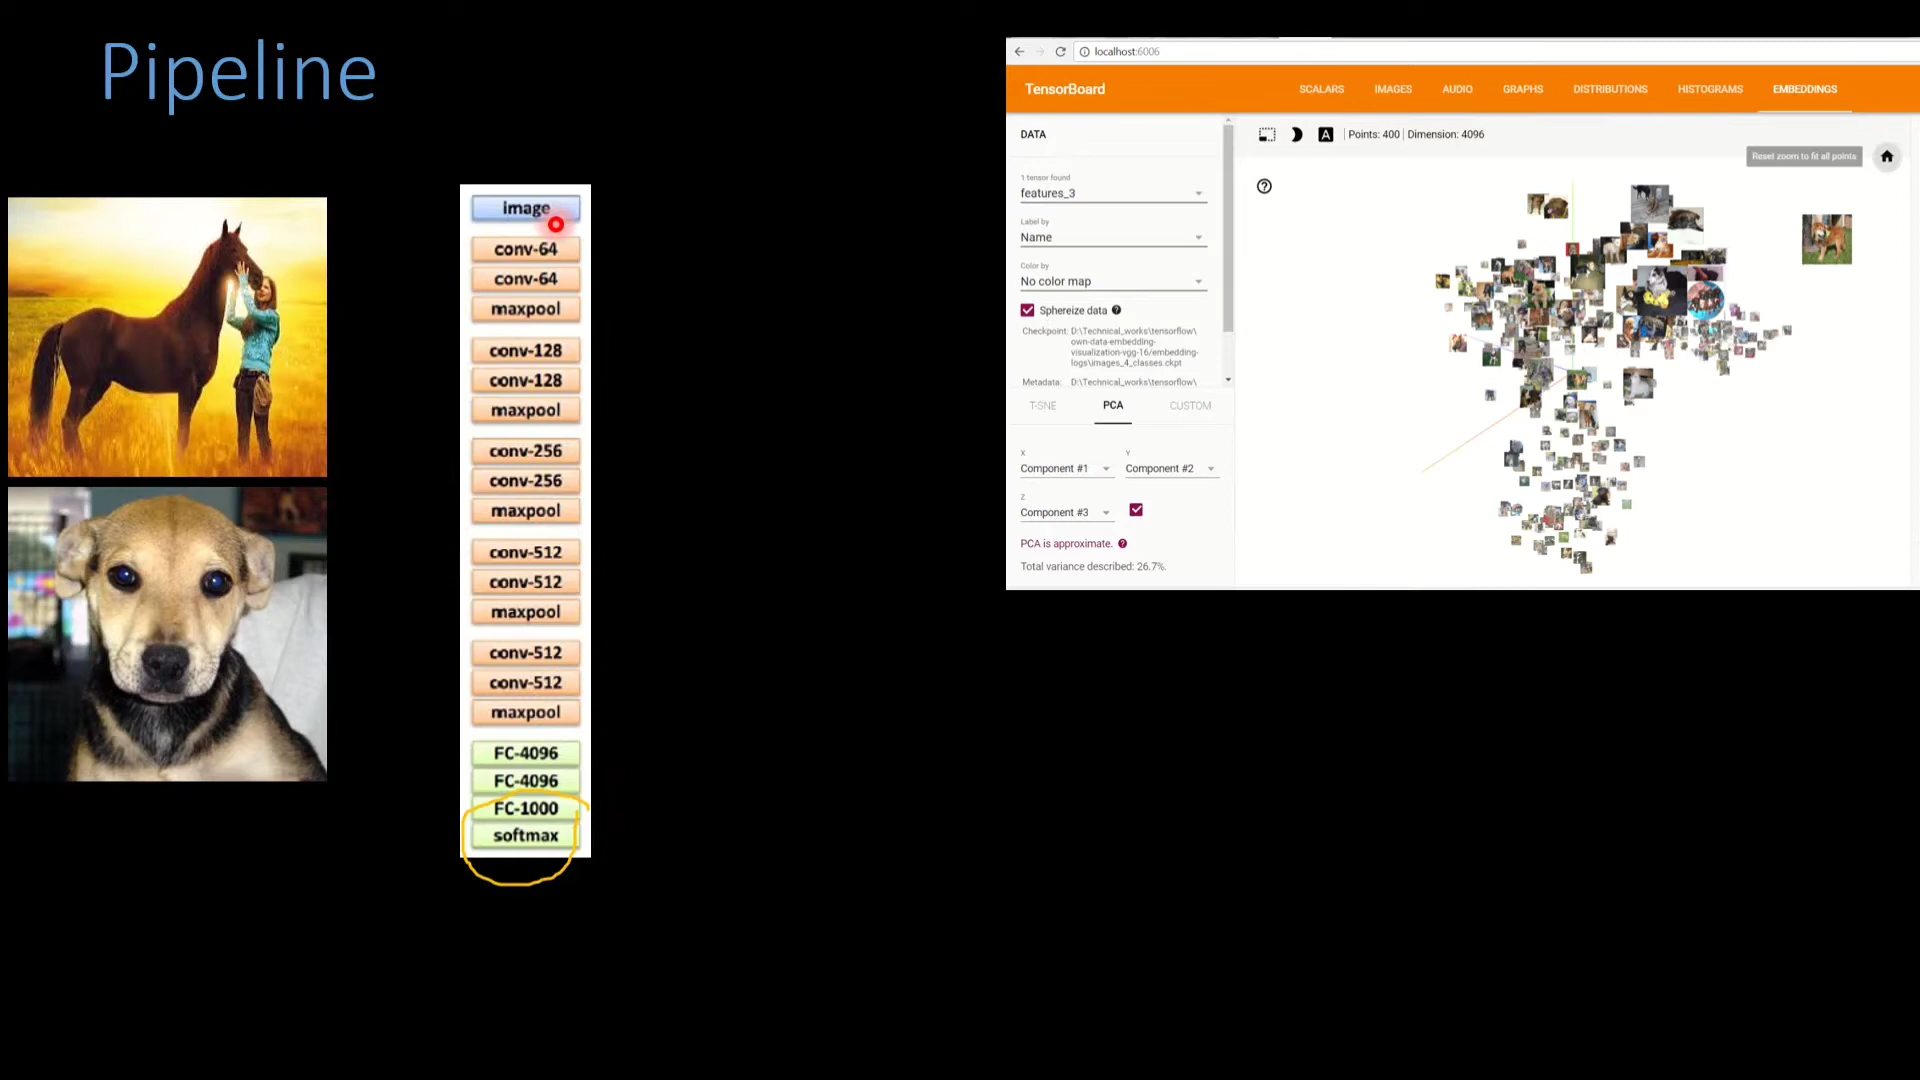 Pipeline
image
conv-64
conv-64
maxpool
conv-128
conv-128
maxpool
conv-256
conv-256
maxpool
conv-512
conv-512
maxpool
conv-512
conv-512
maxpool
FC-4096
FC-4096
FC-1000
softmax
localhost:6006
TensorBoard
SCALARS IMAGES AUDIO GRAPHS DISTRIBUTIONS HISTOGRAMS EMBEDDINGS
DATA
A Points: 400 Dimension: 4096
Reset zoom to fit all points
1 tensor found
features_3
Label by
Name
Color by
No color map
Sphereize data
Checkpoint: D:\Technical_works\tensorflow\
own-data-embedding-
visualization-vgg-16/embedding-
logs\images_4_classes.ckpt
Metadata: D:\Technical_works\tensorflow\
T-SNE PCA CUSTOM
X Y
Component #1 Component #2
Z
Component #3
PCA is approximate.
Total variance described: 26.7%.